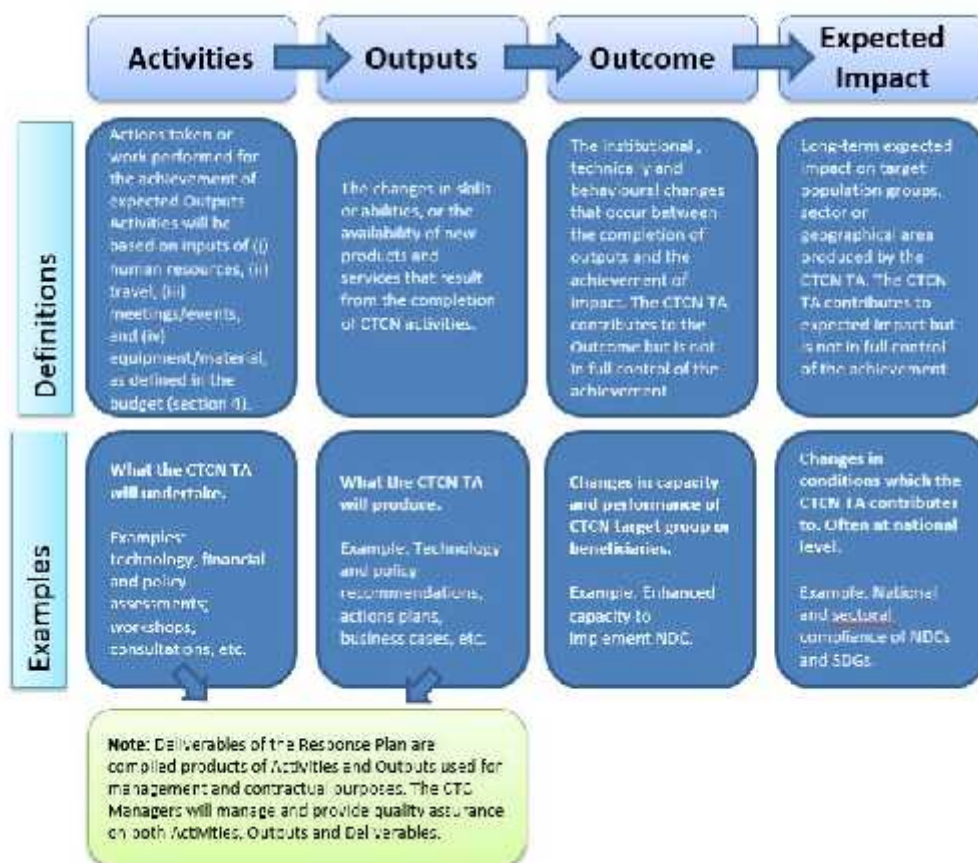 Activities
Outputs
Outcome
Expected
Impact
Definitions
Actions taken or
work performed for
the achievement of
expected Outputs
Activities will be
based on inputs of (i)
human resources, (ii)
travel, (iii)
meetings/events,
and (iv)
equipment/material,
as defined in the
budget (section 4).
The changes in skills
or abilities, or the
availability of new
products and
services that result
from the completion
of CTCN activities.
The institutional,
technically and
behavioural changes
that occur between
the completion of
outputs and the
achievement of
impact. The CTCN TA
contributes to the
Outcome but is not
in full control of the
achievement
Long-term expected
impact on target
population groups,
sector or
geographical area
produced by the
CTCN TA. The CTCN
TA contributes to
expected Impact but
is not in full control
of the achievement
Examples
What the CTCN TA
will undertake.
Examples:
technology, financial
and policy
assessments;
workshops,
consultations, etc.
What the CTCN TA
will produce.
Example. Technology
and policy
recommendations,
actions plans,
business cases, etc.
Changes in capacity
and performance of
CTCN target group or
beneficiaries.
Example. Enhanced
capacity to
implement NDC.
Changes in
conditions which the
CTCN TA contributes
to. Often at national
level.
Example. National
and sectoral
compliance of NDCs
and SDGs.
Note: Deliverables of the Response Plan are
compiled products of Activities and Outputs used for
management and contractual purposes. The CTC
Managers will manage and provide quality assurance
on both Activities, Outputs and Deliverables.